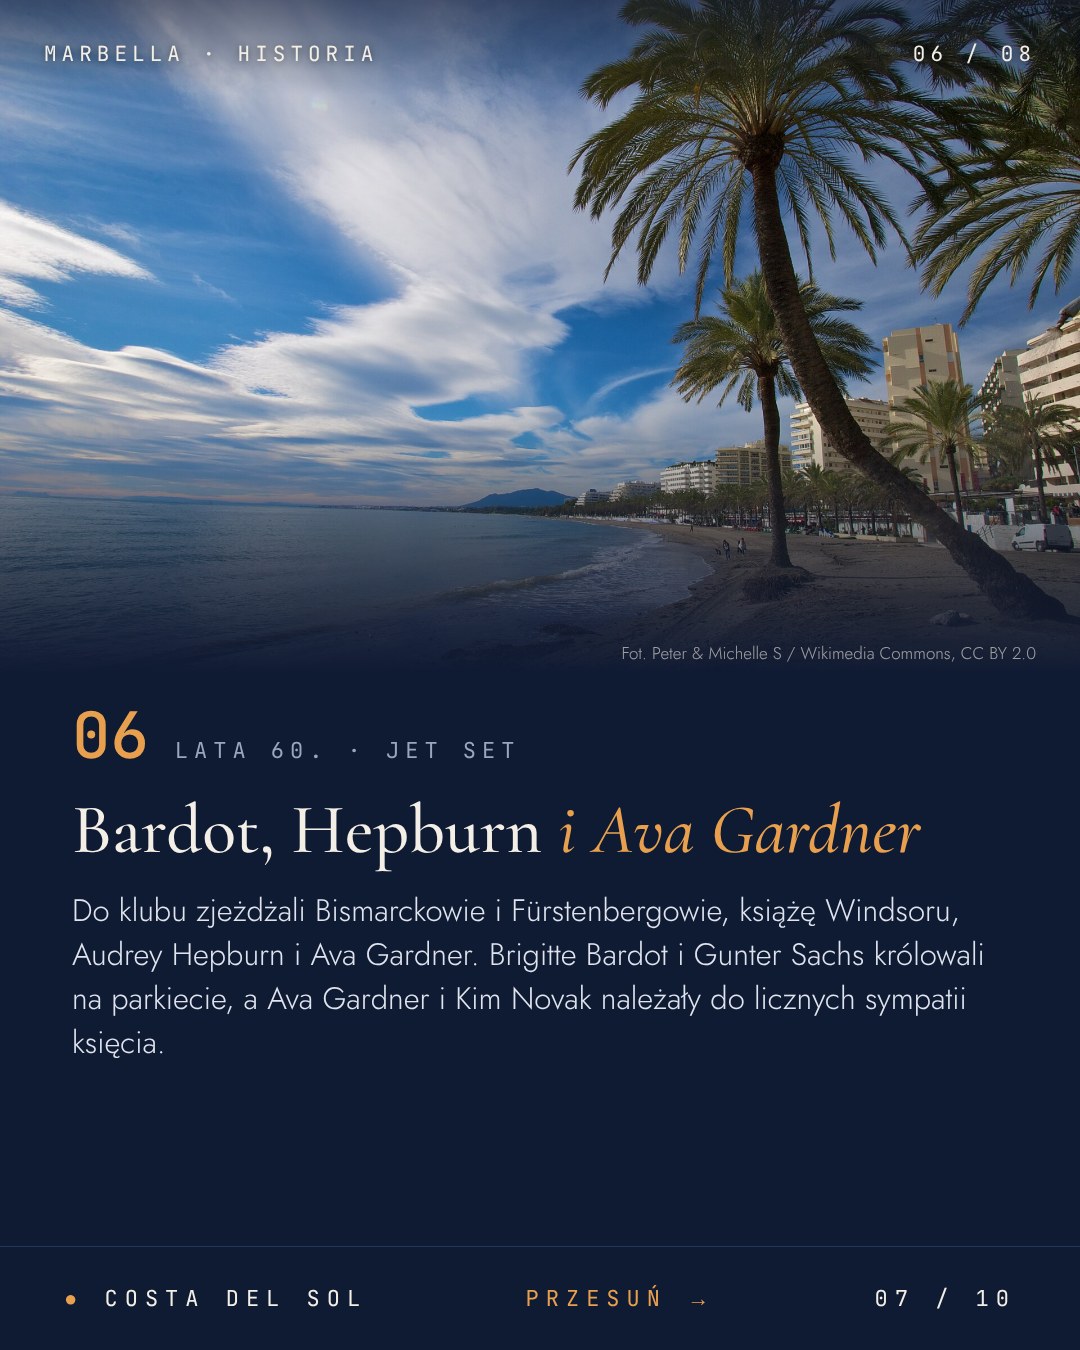 MARBELLA · HISTORIA
06 / 08
Fot. Peter & Michelle S / Wikimedia Commons, CC BY 2.0
06 LATA 60. · JET SET
Bardot, Hepburn i Ava Gardner
Do klubu zjeżdżali Bismarckowie i Fürstenbergowie, książę Windsoru,
Audrey Hepburn i Ava Gardner. Brigitte Bardot i Gunter Sachs królowali
na parkiecie, a Ava Gardner i Kim Novak należały do licznych sympatii
księcia.
• COSTA DEL SOL
PRZESUŃ →
07 / 10